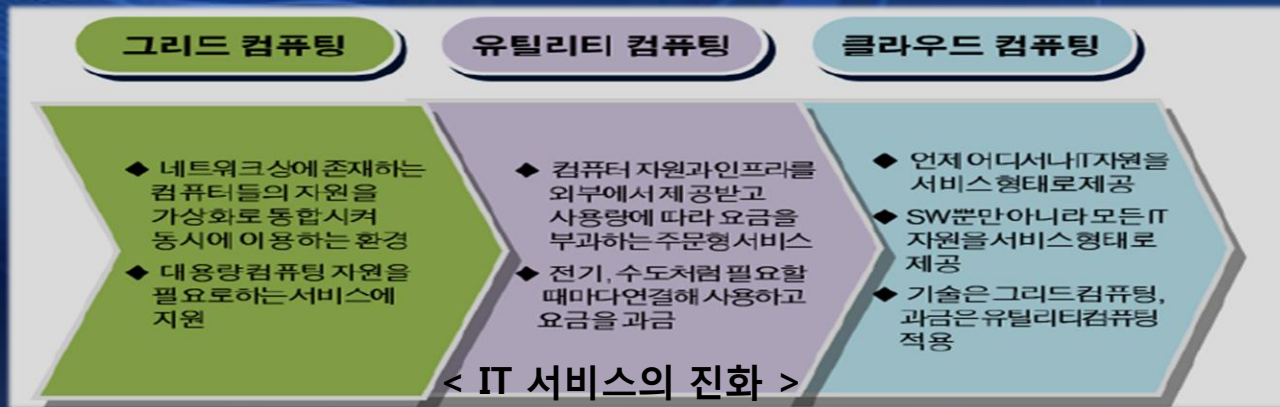 그리드 컴퓨팅
유틸리티 컴퓨팅
클라우드 컴퓨팅
◆ 네트워크상에 존재하는
컴퓨터들의 자원을
가상화로 통합시켜
동시에 이용하는 환경
◆ 대용량 컴퓨팅 자원을
필요로하는 서비스에
지원
◆ 컴퓨터 자원과 인프라를
외부에서 제공받고
사용량에 따라 요금을
부과하는 주문형 서비스
◆ 전기, 수도처럼 필요할
때마다 연결해 사용하고
요금을 과금
◆ 언제 어디서나 IT자원을
서비스 형태로 제공
◆ SW뿐만 아니라 모든 IT
자원을 서비스 형태로
제공
◆ 기술은 그리드 컴퓨팅,
과금은 유틸리티컴퓨팅
적용
< IT 서비스의 진화 >